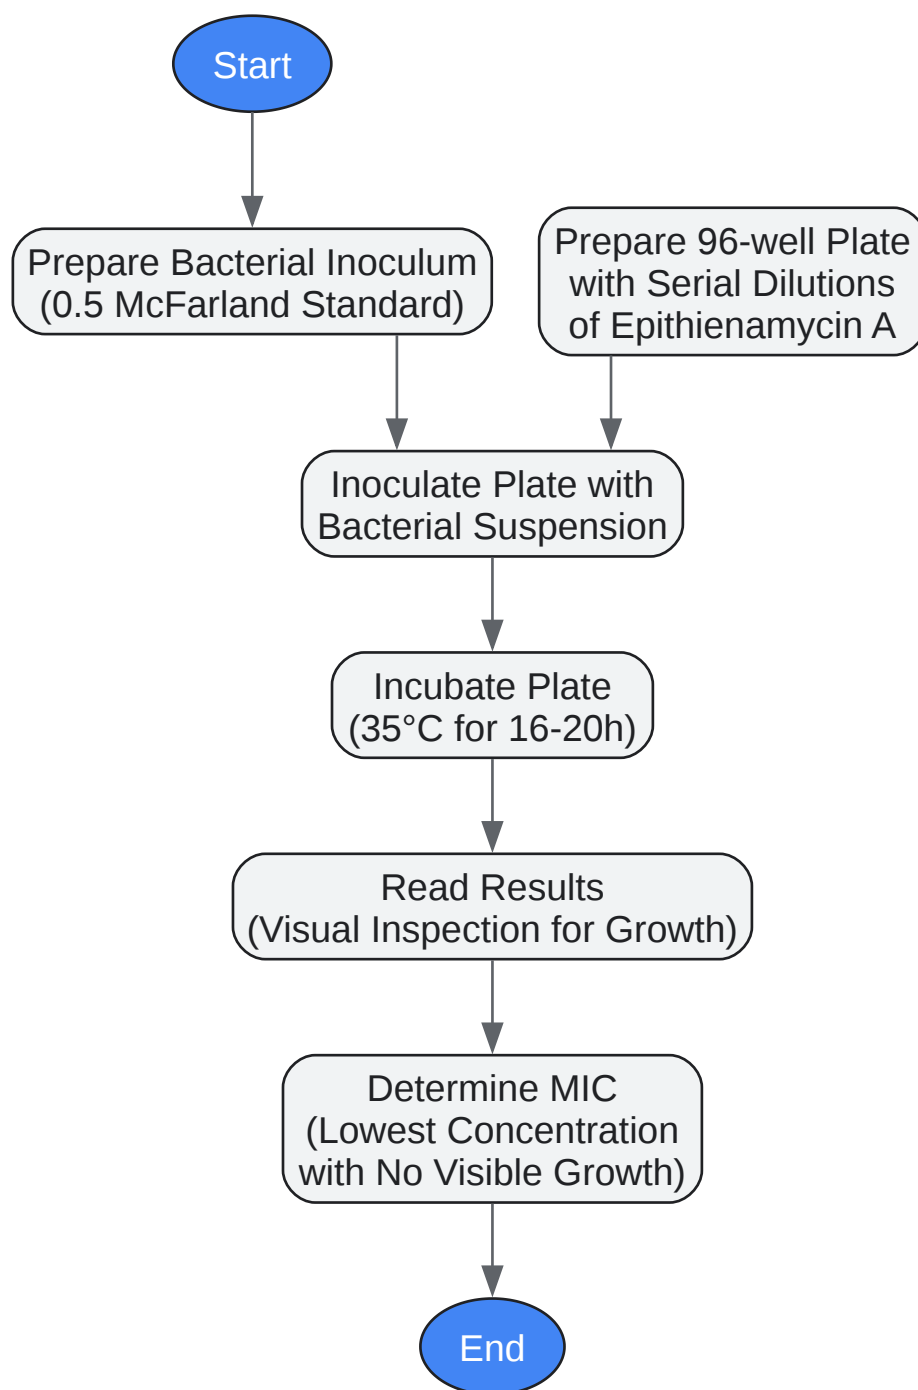 Start
Prepare Bacterial Inoculum
(0.5 McFarland Standard)
Prepare 96-well Plate
with Serial Dilutions
of Epithienamycin A
Inoculate Plate with
Bacterial Suspension
Incubate Plate
(35°C for 16-20h)
Read Results
(Visual Inspection for Growth)
Determine MIC
(Lowest Concentration
with No Visible Growth)
End